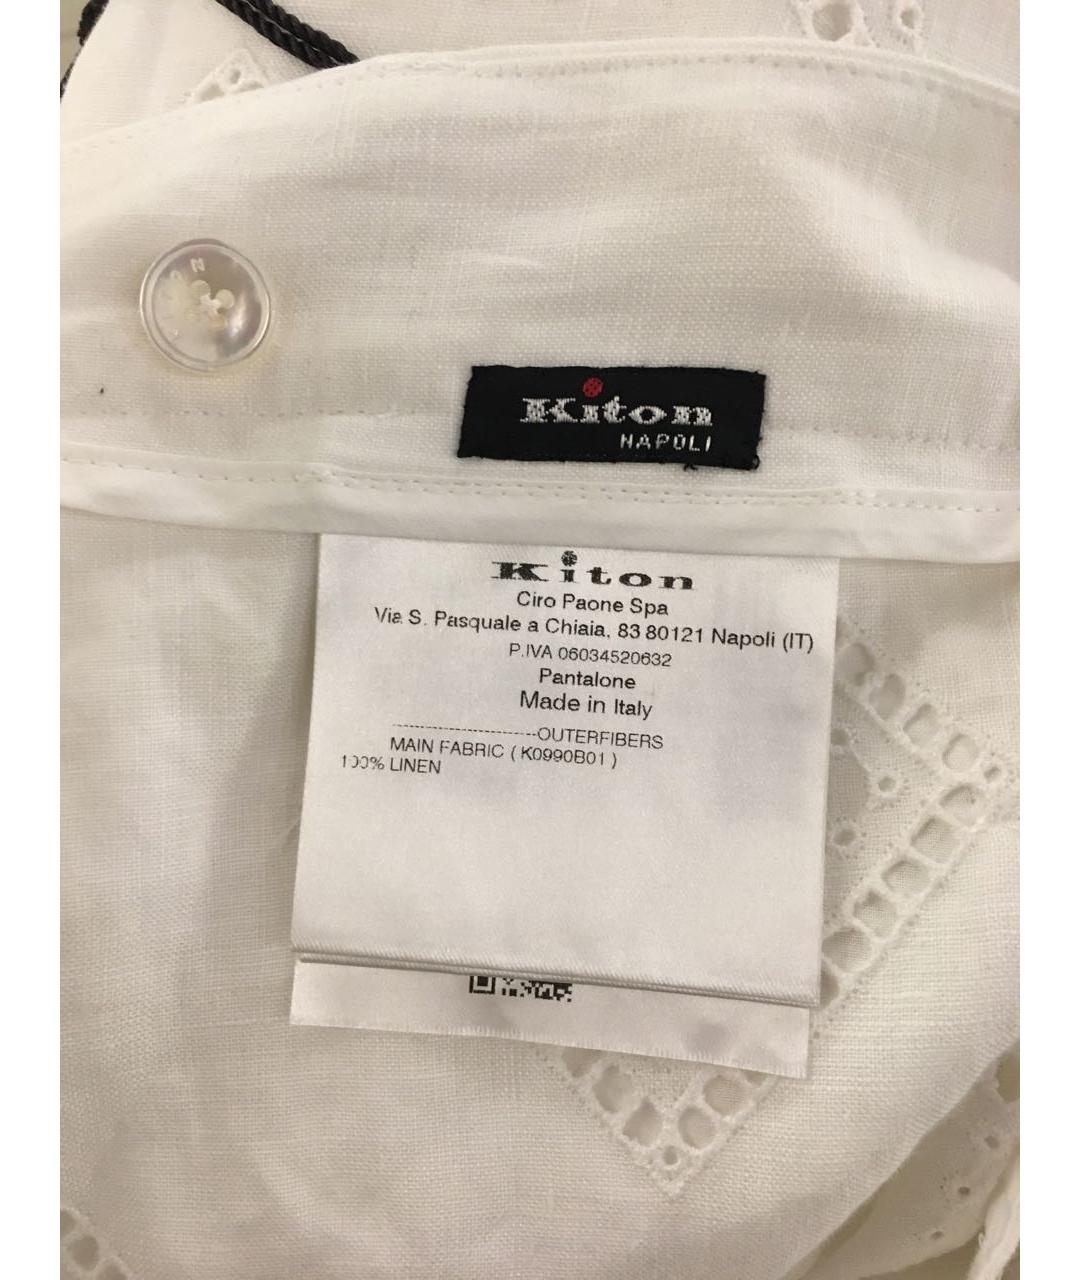 Kiton
NAPOLI
Kiton
Ciro Paone Spa
Via S. Pasquale a Chiaia, 83 80121 Napoli (IT)
P.IVA 06034520632
Pantalone
Made in Italy
-----------------------OUTERFIBERS
MAIN FABRIC ( K0990B01 )
100% LINEN